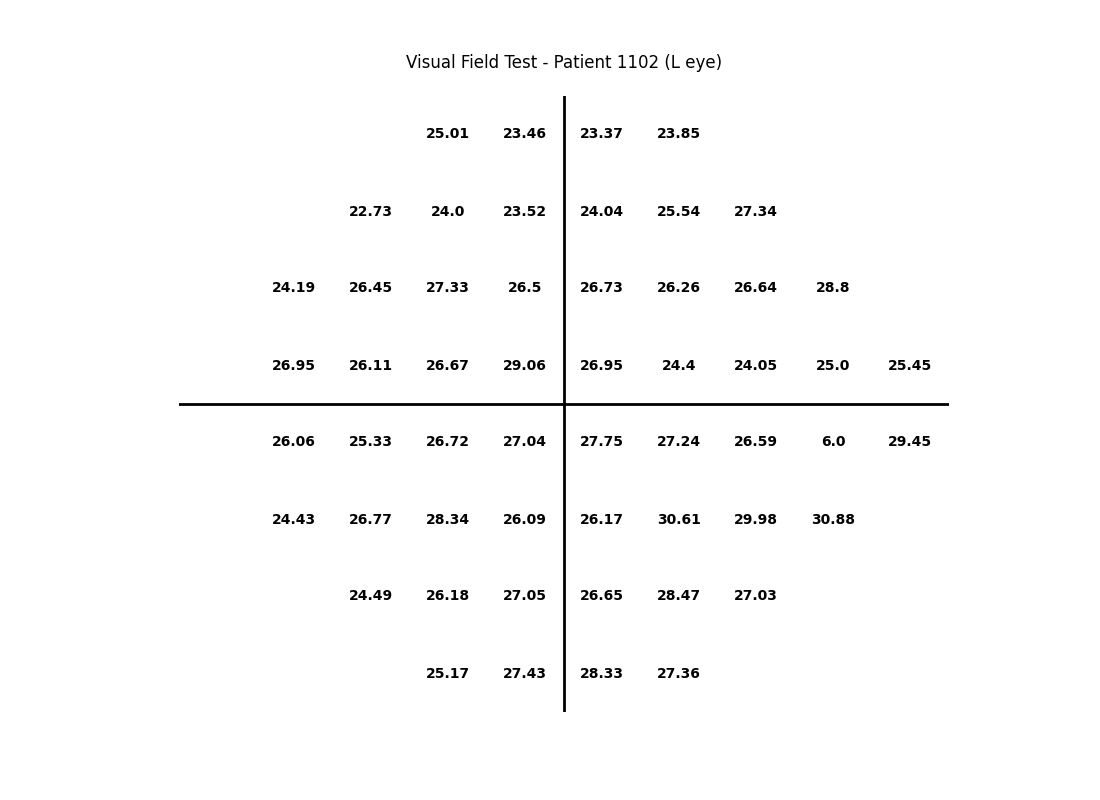 Visual Field Test - Patient 1102 (L eye)
25.01 23.46 23.37 23.85
22.73 24.0 23.52 24.04 25.54 27.34
24.19 26.45 27.33 26.5 26.73 26.26 26.64 28.8
26.95 26.11 26.67 29.06 26.95 24.4 24.05 25.0 25.45
26.06 25.33 26.72 27.04 27.75 27.24 26.59 6.0 29.45
24.43 26.77 28.34 26.09 26.17 30.61 29.98 30.88
24.49 26.18 27.05 26.65 28.47 27.03
25.17 27.43 28.33 27.36